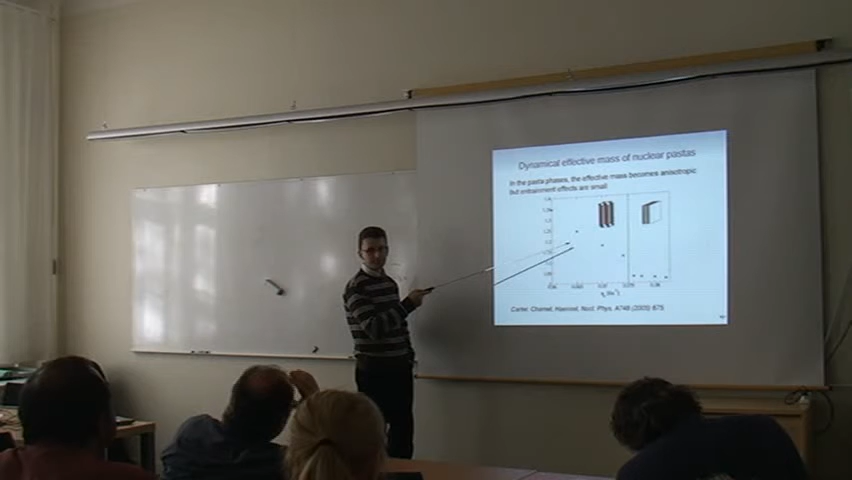 Dynamical effective mass of nuclear pastas
In the pasta phases, the effective mass becomes anisotropic
but entrainment effects are small
Carter, Chamel, Haensel, Nucl. Phys. A748 (2005) 675